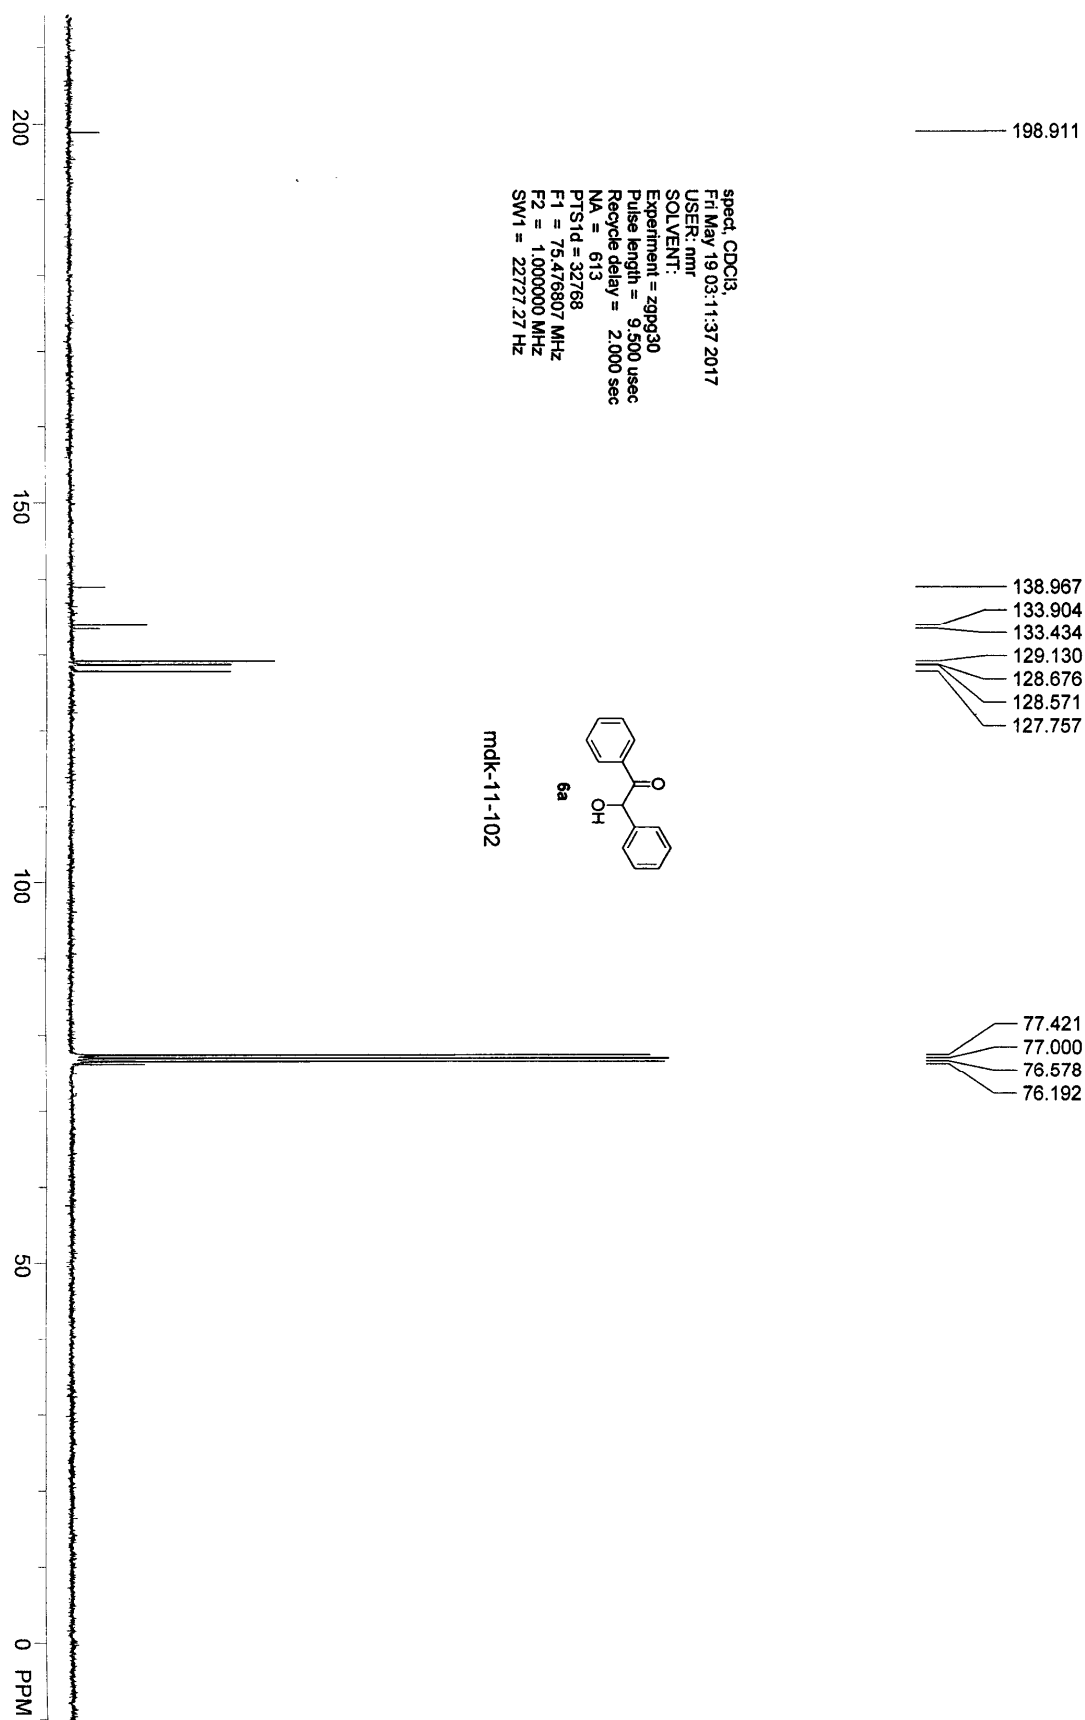 198.911
138.967
133.904
133.434
129.130
128.676
128.571
127.757
77.421
77.000
76.578
76.192
spect, CDCl3,
Fri May 19 03:11:37 2017
USER: nmr
SOLVENT:
Experiment = zgpg30
Pulse length = 9.500 usec
Recycle delay = 2.000 sec
NA = 613
PTS1d = 32768
F1 = 75.476807 MHz
F2 = 1.000000 MHz
SW1 = 22727.27 Hz
O
OH
6a
mdk-11-102
200
150
100
50
0 PPM